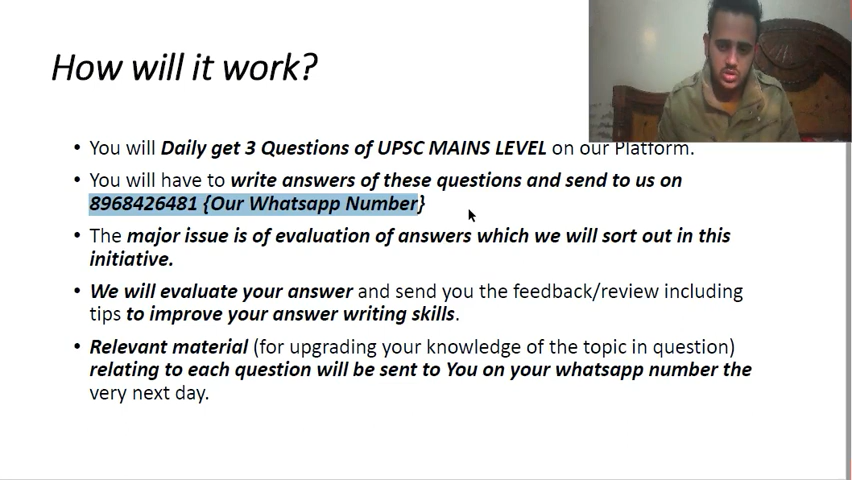 How will it work?
• You will Daily get 3 Questions of UPSC MAINS LEVEL on our Platform.
• You will have to write answers of these questions and send to us on
8968426481 {Our Whatsapp Number}
• The major issue is of evaluation of answers which we will sort out in this
initiative.
• We will evaluate your answer and send you the feedback/review including
tips to improve your answer writing skills.
• Relevant material (for upgrading your knowledge of the topic in question)
relating to each question will be sent to You on your whatsapp number the
very next day.